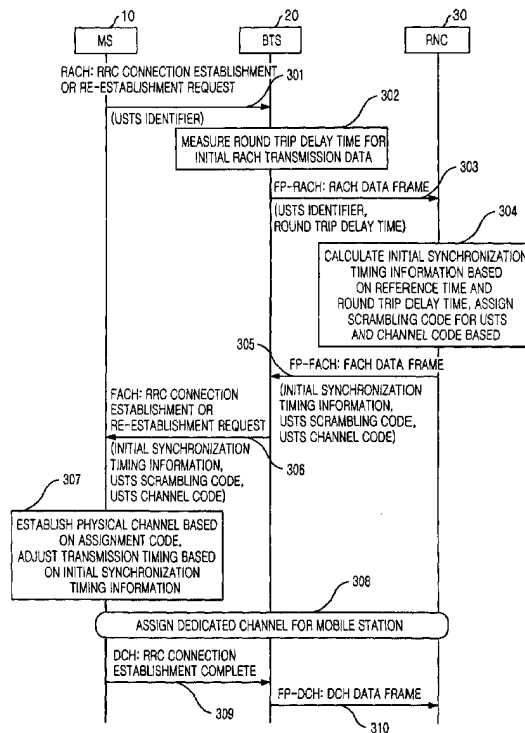 10
20
30
MS
BTS
RNC
RACH: RRC CONNECTION ESTABLISHMENT
OR RE-ESTABLISHMENT REQUEST
301
(USTS IDENTIFIER)
302
MEASURE ROUND TRIP DELAY TIME FOR
INITIAL RACH TRANSMISSION DATA
FP-RACH: RACH DATA FRAME
303
(USTS IDENTIFIER,
ROUND TRIP DELAY TIME)
304
CALCULATE INITIAL SYNCHRONIZATION
TIMING INFORMATION BASED
ON REFERENCE TIME AND
ROUND TRIP DELAY TIME, ASSIGN
SCRAMBLING CODE FOR USTS
AND CHANNEL CODE BASED
305
FP-FACH: FACH DATA FRAME
(INITIAL SYNCHRONIZATION
TIMING INFORMATION,
USTS SCRAMBLING CODE,
USTS CHANNEL CODE)
FACH: RRC CONNECTION
ESTABLISHMENT OR
RE-ESTABLISHMENT REQUEST
306
(INITIAL SYNCHRONIZATION
TIMING INFORMATION,
USTS SCRAMBLING CODE,
USTS CHANNEL CODE)
307
ESTABLISH PHYSICAL CHANNEL BASED
ON ASSIGNMENT CODE,
ADJUST TRANSMISSION TIMING BASED
ON INITIAL SYNCHRONIZATION
TIMING INFORMATION
308
ASSIGN DEDICATED CHANNEL FOR MOBILE STATION
DCH: RRC CONNECTION
ESTABLISHMENT COMPLETE
309
FP-DCH: DCH DATA FRAME
310